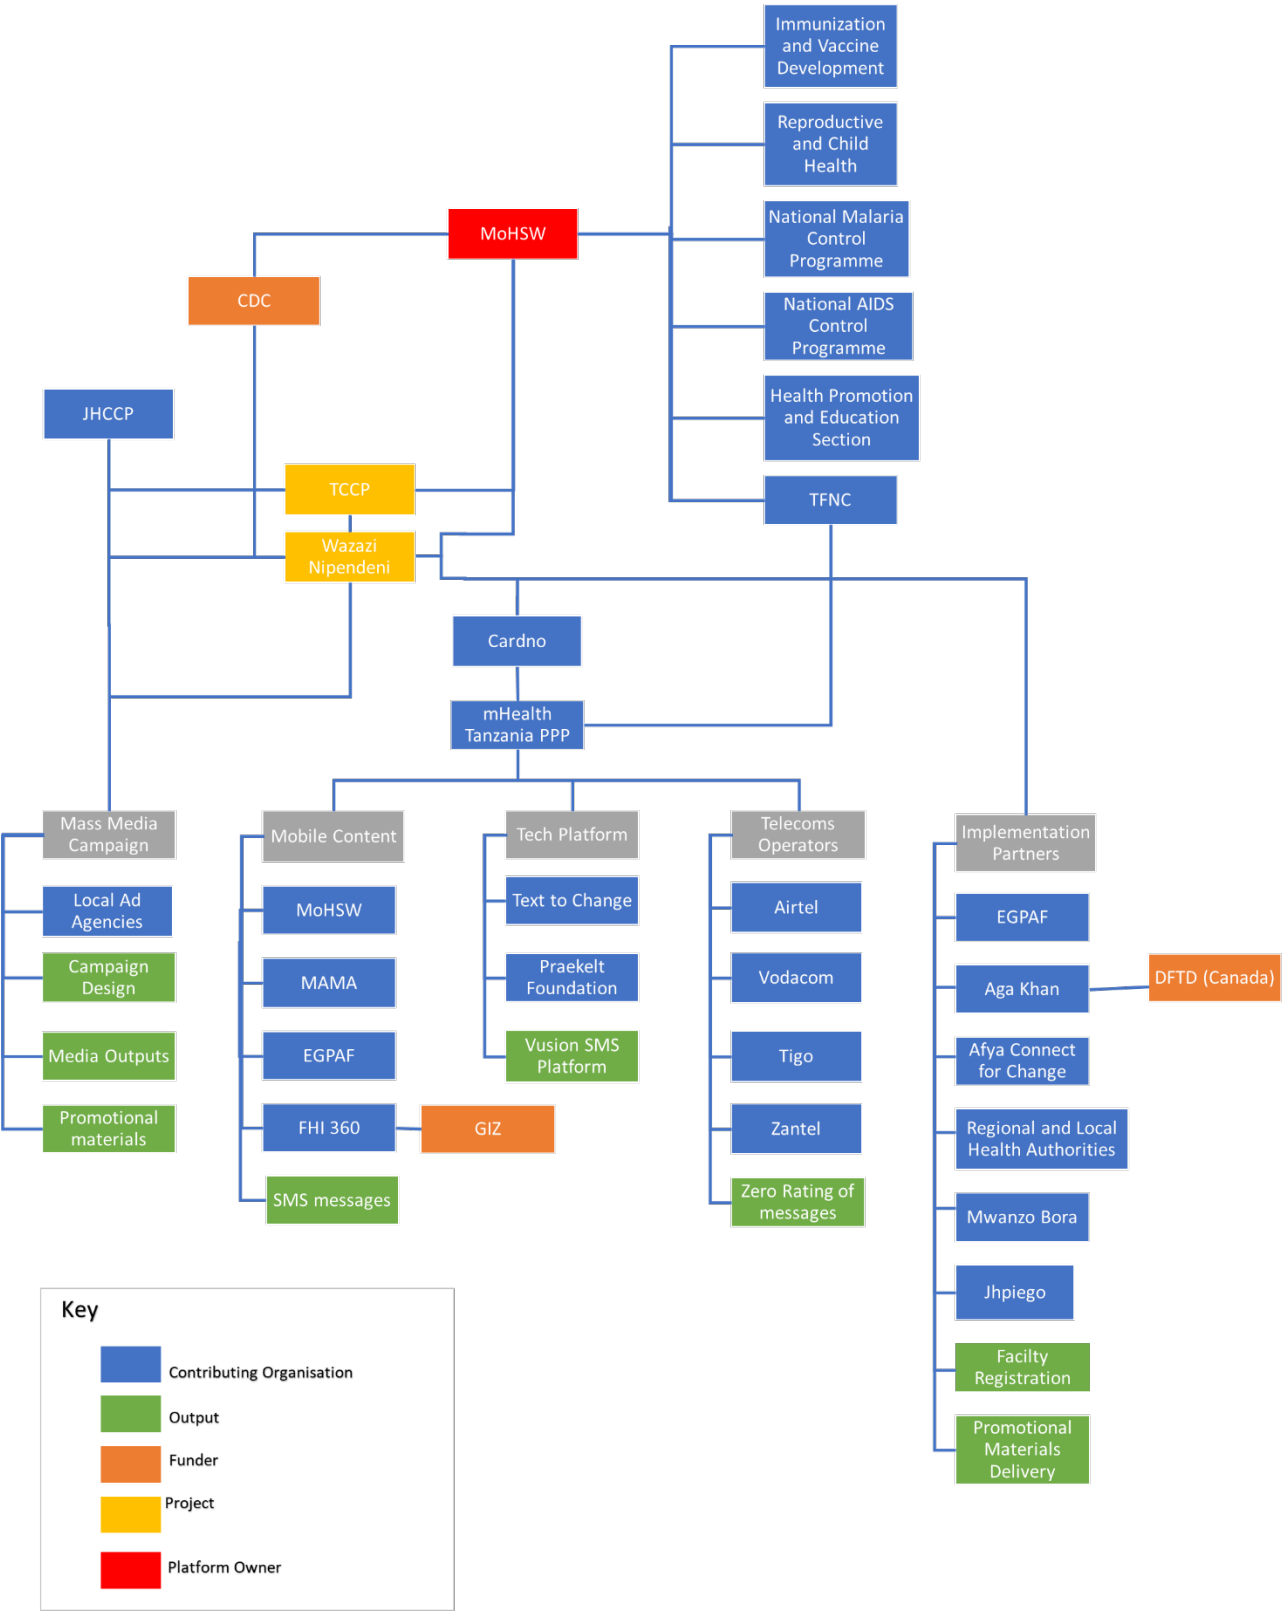 Immunization
and Vaccine
Development
Reproductive
and Child
Health
MoHSW
National Malaria
Control
Programme
CDC
National AIDS
Control
Programme
JHCCP
Health Promotion
and Education
Section
TCCP
TFNC
Wazazi
Nipendeni
Cardno
mHealth
Tanzania PPP
Mass Media
Campaign
Local Ad
Agencies
Campaign
Design
Media Outputs
Promotional
materials
Mobile Content
MoHSW
MAMA
EGPAF
FHI 360
GIZ
SMS messages
Tech Platform
Text to Change
Praekelt
Foundation
Vusion SMS
Platform
Telecoms
Operators
Airtel
Vodacom
Tigo
Zantel
Zero Rating of
messages
Implementation
Partners
EGPAF
Aga Khan
DFTD (Canada)
Afya Connect
for Change
Regional and Local
Health Authorities
Mwanzo Bora
Jhpiego
Facilty
Registration
Promotional
Materials
Delivery
Key
Contributing Organisation
Output
Funder
Project
Platform Owner